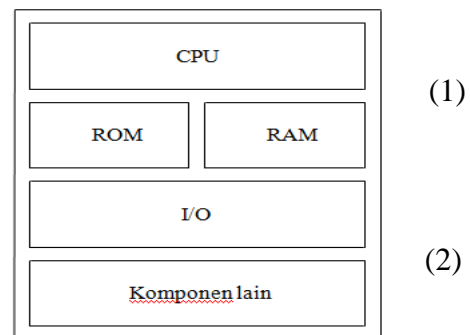 CPU
(1)
ROM RAM
I/O
(2)
Komponen lain